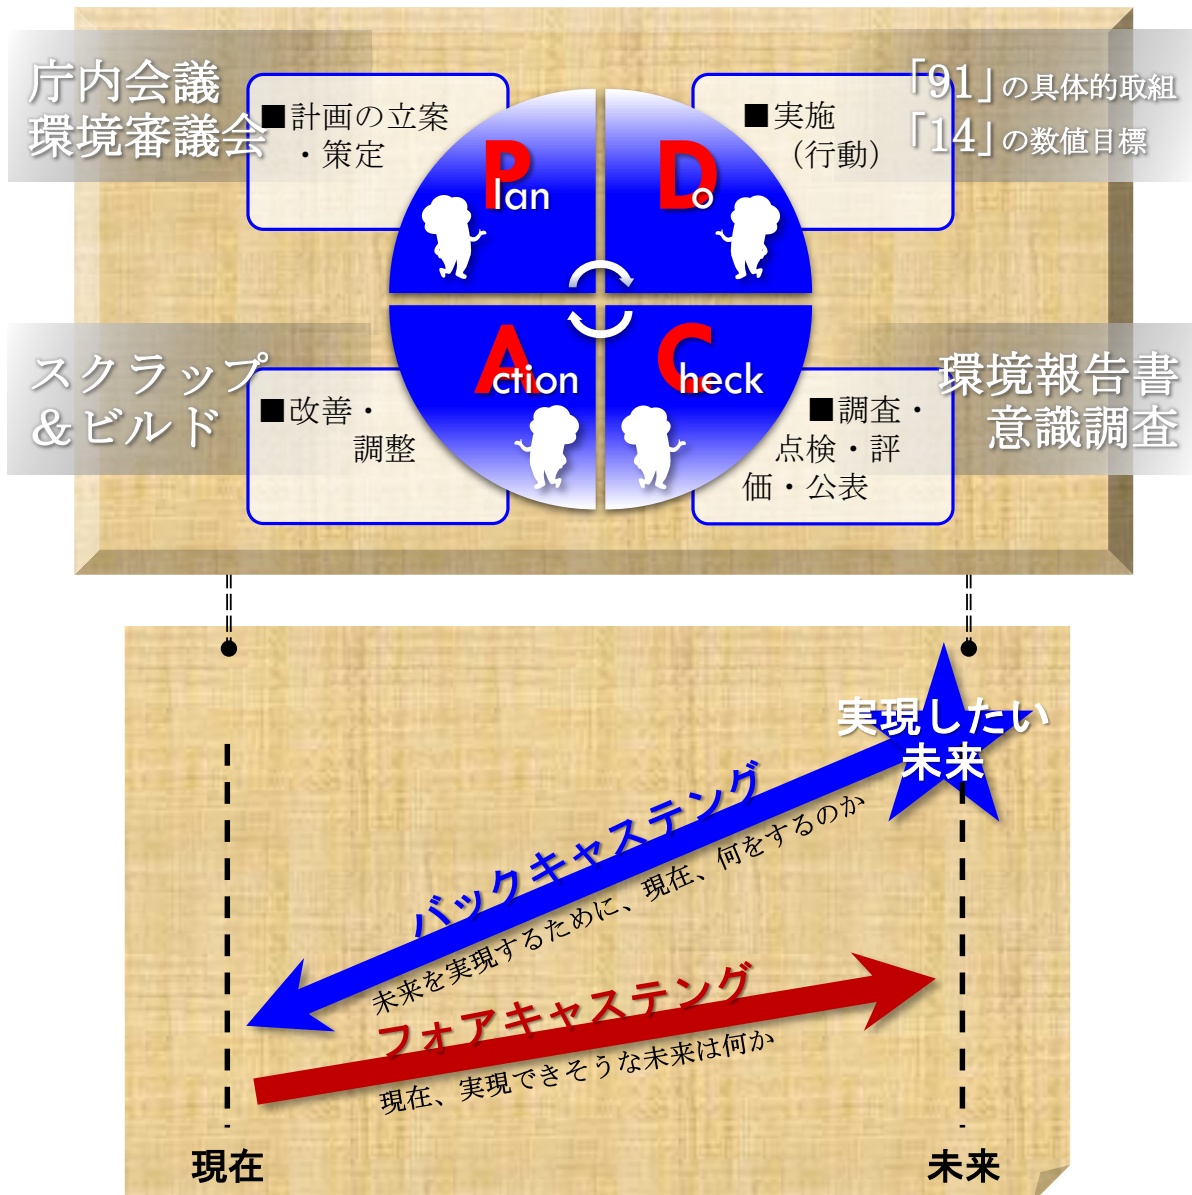 庁内会議
環境審議会
■計画の立案
・策定
Plan
Do
■実施
（行動）
「91」の具体的取組
「14」の数値目標
スクラップ
＆ビルド
■改善・
調整
Action
Check
■調査・
点検・評
価・公表
環境報告書
意識調査
実現したい
未来
バックキャステング
未来を実現するために、現在、何をするのか
フォアキャステング
現在、実現できそうな未来は何か
現在
未来